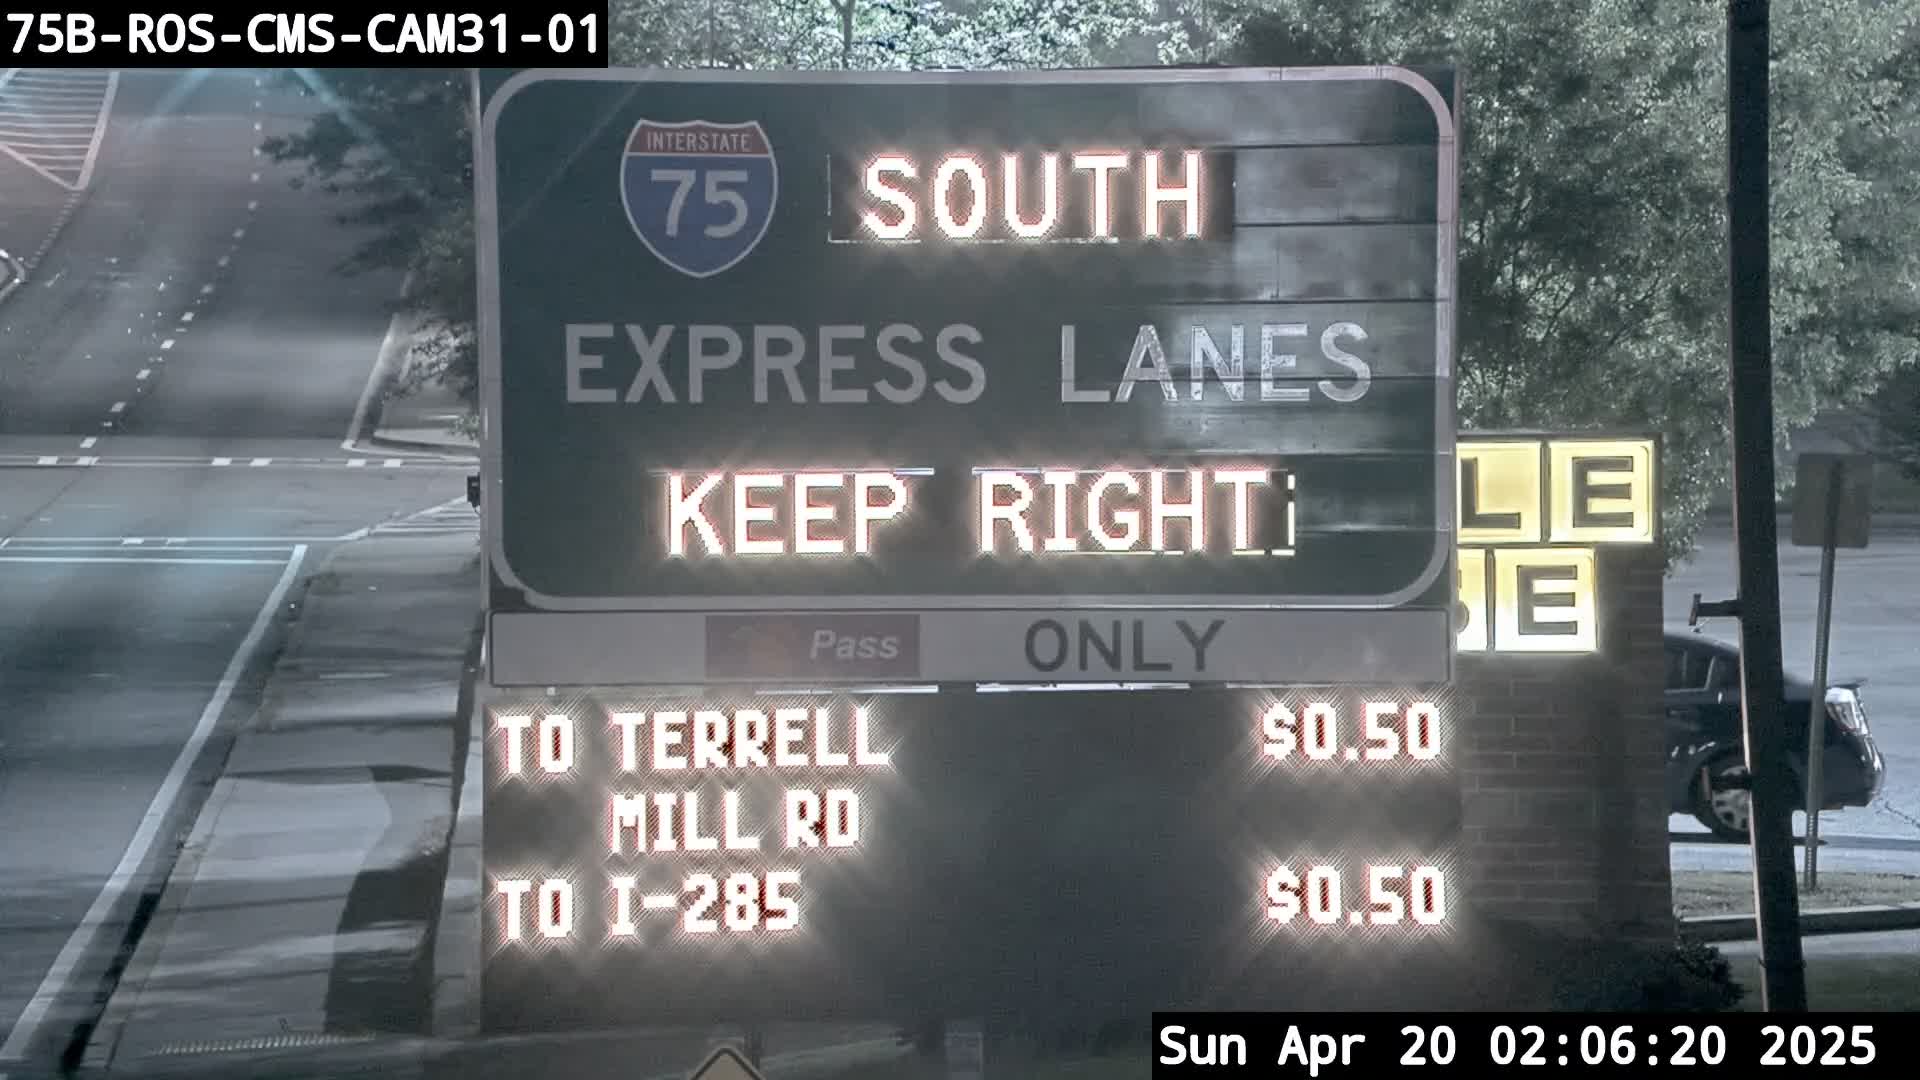 75B-ROS-CMS-CAM31-01
INTERSTATE
75
SOUTH
EXPRESS LANES
KEEP RIGHT
Pass ONLY
LE
E
TO TERRELL $0.50
MILL RD
TO I-285 $0.50
Sun Apr 20 02:06:20 2025